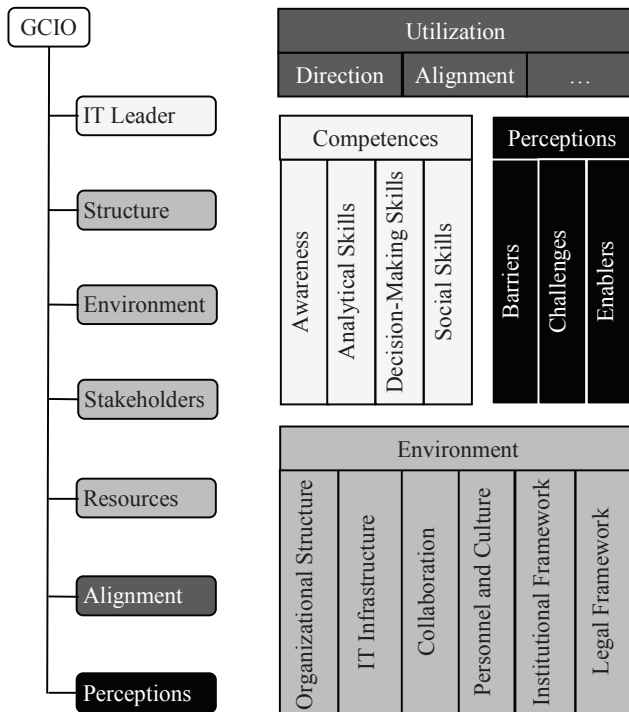 GCIO
IT Leader
Structure
Environment
Stakeholders
Resources
Alignment
Perceptions
Utilization
Direction
Alignment
…
Competences
Awareness
Analytical Skills
Decision-Making Skills
Social Skills
Perceptions
Barriers
Challenges
Enablers
Environment
Organizational Structure
IT Infrastructure
Collaboration
Personnel and Culture
Institutional Framework
Legal Framework